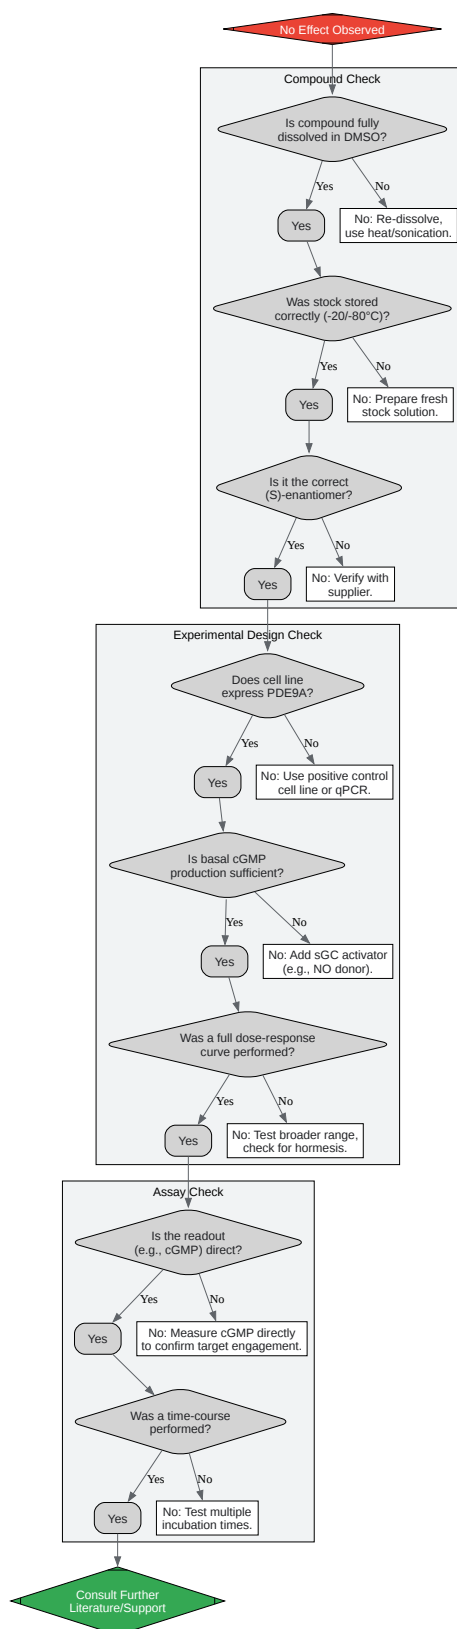 No Effect Observed
Compound Check
Is compound fully
dissolved in DMSO?
Yes
No
Yes
No: Re-dissolve,
use heat/sonication.
Was stock stored
correctly (-20/-80°C)?
Yes
No
Yes
No: Prepare fresh
stock solution.
Is it the correct
(S)-enantiomer?
Yes
No
Yes
No: Verify with
supplier.
Experimental Design Check
Does cell line
express PDE9A?
Yes
No
Yes
No: Use positive control
cell line or qPCR.
Is basal cGMP
production sufficient?
Yes
No
Yes
No: Add sGC activator
(e.g., NO donor).
Was a full dose-response
curve performed?
Yes
No
Yes
No: Test broader range,
check for hormesis.
Assay Check
Is the readout
(e.g., cGMP) direct?
Yes
No
Yes
No: Measure cGMP directly
to confirm target engagement.
Was a time-course
performed?
Yes
No
Yes
No: Test multiple
incubation times.
Consult Further
Literature/Support